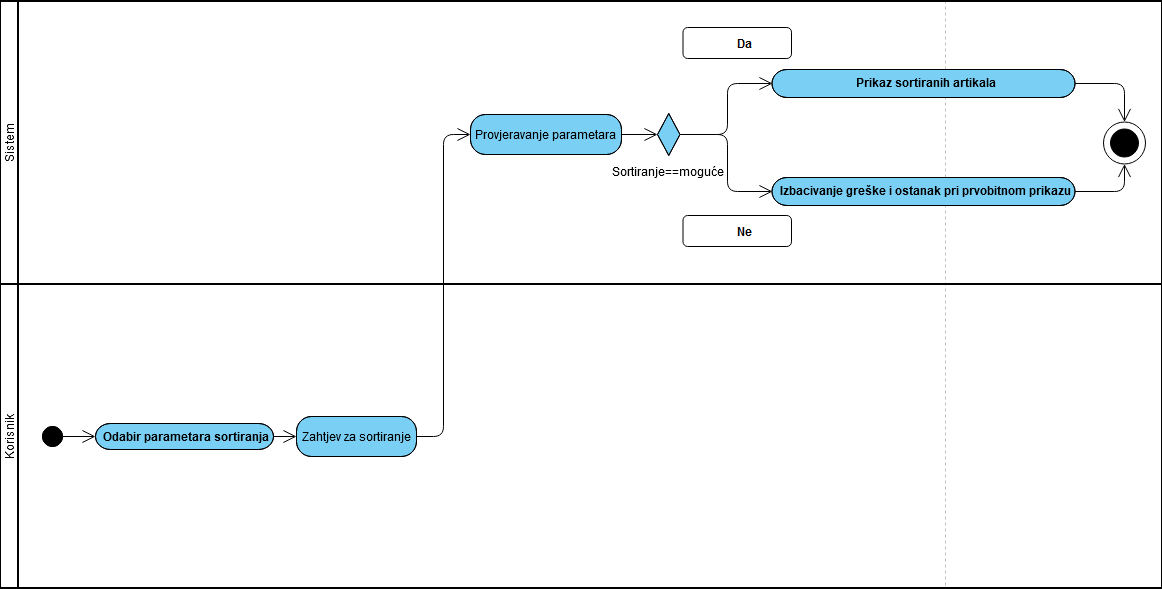 Sistem
Da
Prikaz sortiranih artikala
Provjeravanje parametara
Sortiranje==moguće
Izbacivanje greške i ostanak pri prvobitnom prikazu
Ne
Korisnik
Odabir parametara sortiranja
Zahtjev za sortiranje